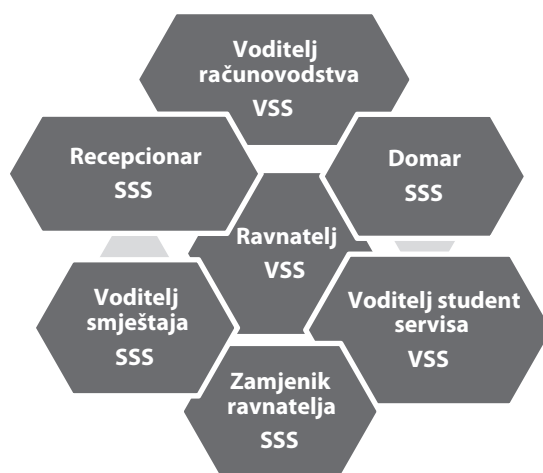 Voditelj
računovodstva
VSS
Recepcionar
SSS
Domar
SSS
Ravnatelj
VSS
Voditelj
smještaja
SSS
Voditelj student
servisa
VSS
Zamjenik
ravnatelja
SSS